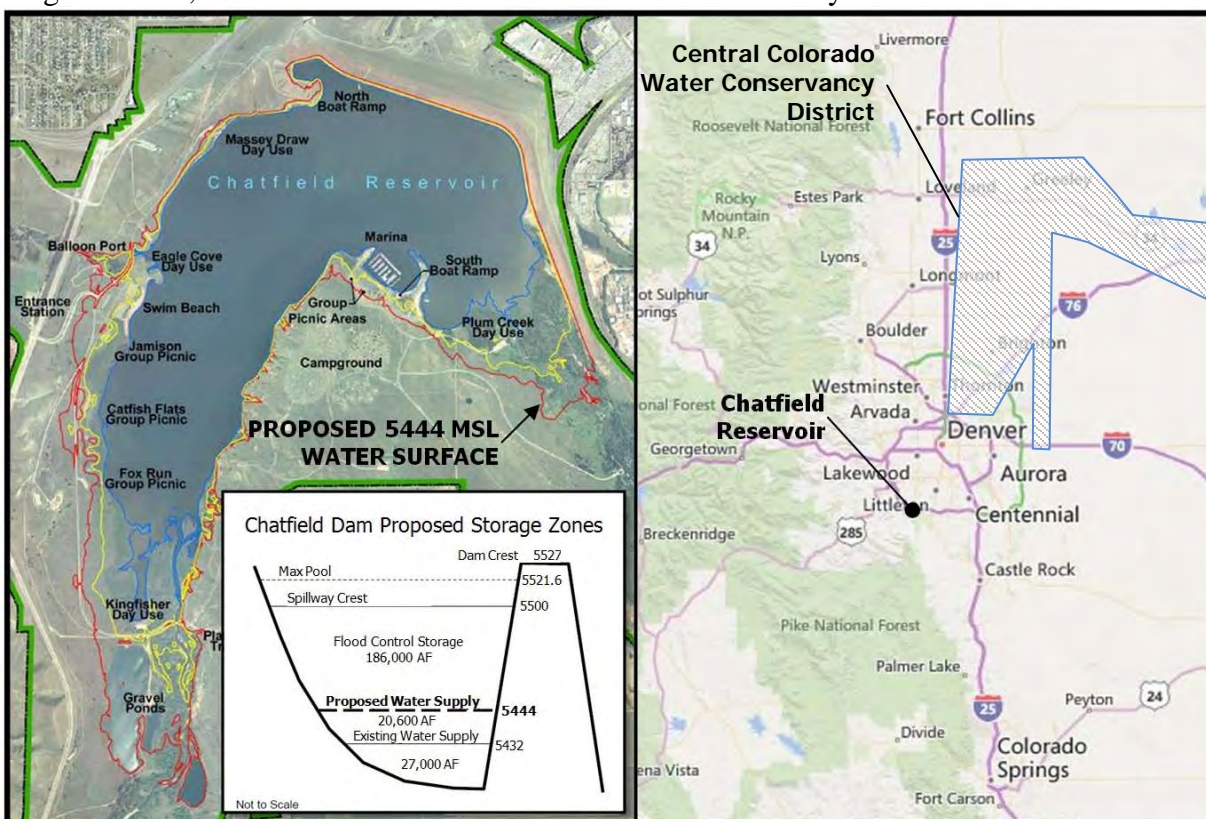 North
Boat Ramp
Massey Draw
Day Use
Chatfield Reservoir
Balloon Port
Eagle Cove
Day Use
Marina
South
Boat Ramp
Entrance
Station
Swim Beach
Group
Picnic Areas
Plum Creek
Day Use
Jamison
Group Picnic
Campground
Catfish Flats
Group Picnic
PROPOSED 5444 MSL
WATER SURFACE
Fox Run
Group Picnic
Kingfisher
Day Use
Gravel
Ponds
Chatfield Dam Proposed Storage Zones
Dam Crest 5527
Max Pool
5521.6
Spillway Crest
5500
Flood Control Storage
186,000 AF
Proposed Water Supply
5444
20,600 AF
Existing Water Supply
5432
27,000 AF
Not to Scale
Central Colorado
Water Conservancy
District
Livermore
Fort Collins
Roosevelt National Forest
Loveland
Greeley
Estes Park
Rocky
Mountain
N.P.
34
25
34
Lyons
Longmont
76
Boulder
Brighton
Westminster
Thornton
Arvada
Chatfield
Reservoir
Denver
Georgetown
70
Lakewood
Aurora
Littleton
Centennial
285
Breckenridge
Castle Rock
Pike National Forest
Palmer Lake
Peyton
24
25
Divide
Colorado
Springs
Fort Carson